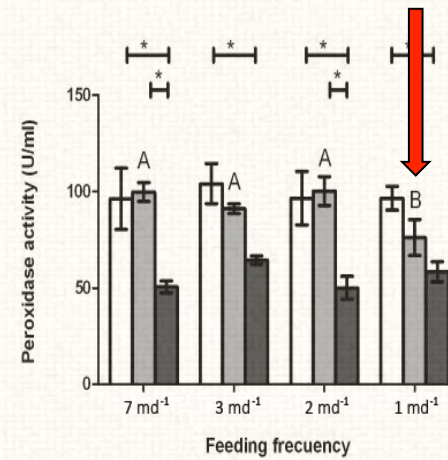 * * * *
* *
Peroxidase activity (U/ml)
150
100
50
0
A A A B
7 md-1 3 md-1 2 md-1 1 md-1
Feeding frecuency